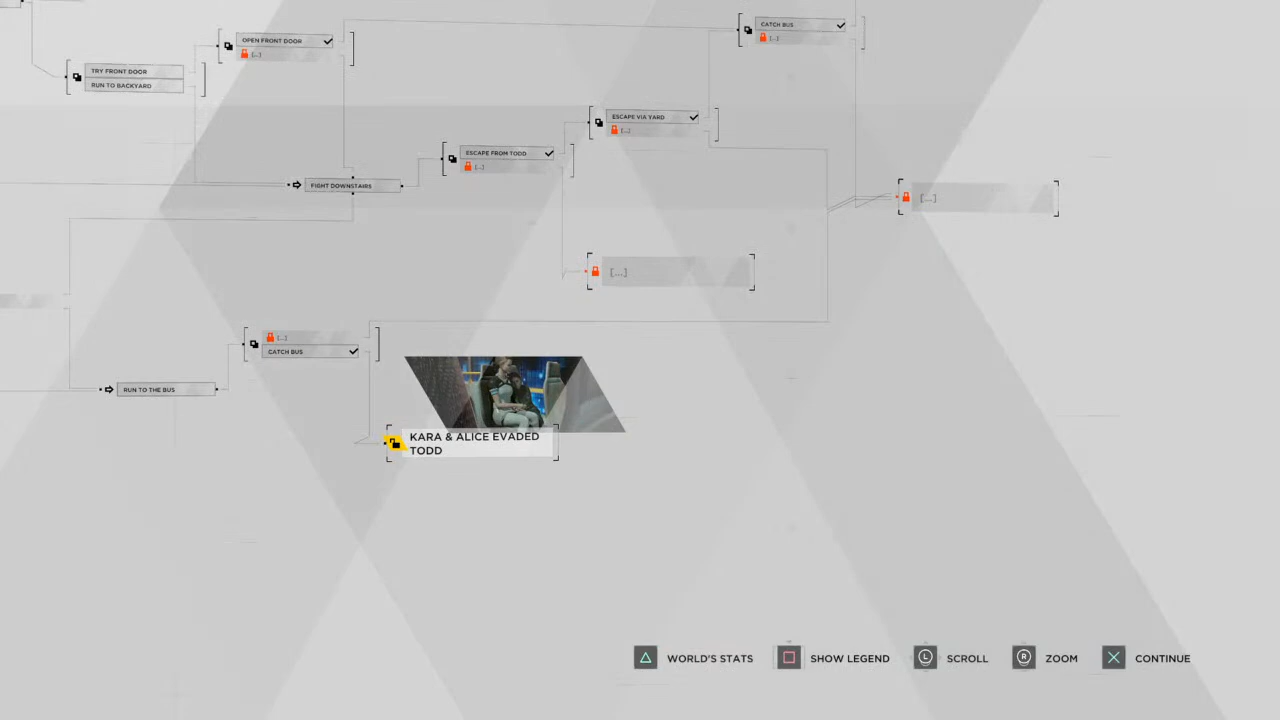 CATCH BUS
[...]
OPEN FRONT DOOR
[...]
TRY FRONT DOOR
RUN TO BACKYARD
ESCAPE VIA YARD
[...]
ESCAPE FROM TODD
[...]
FIGHT DOWNSTAIRS
[...]
[...]
[...]
CATCH BUS
RUN TO THE BUS
KARA & ALICE EVADED
TODD
WORLD'S STATS
SHOW LEGEND
L
SCROLL
R
ZOOM
CONTINUE